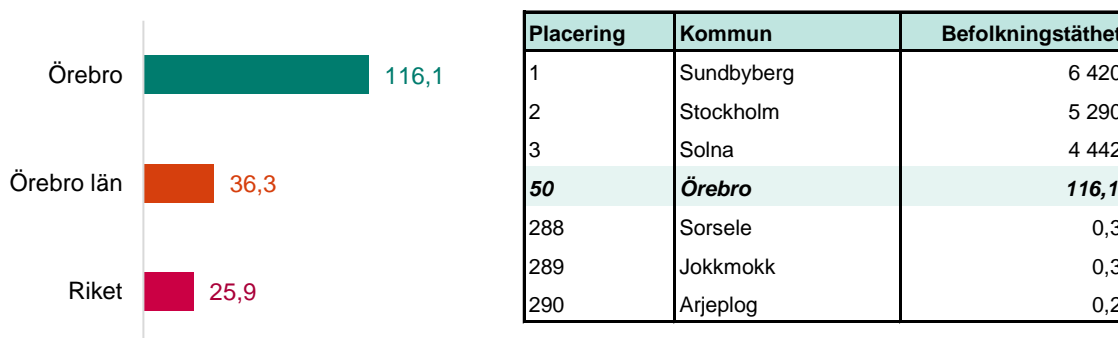 Örebro 116,1
Örebro län 36,3
Riket 25,9
Placering Kommun Befolkningstäthet
1 Sundbyberg 6 420
2 Stockholm 5 290
3 Solna 4 442
50 Örebro 116,1
288 Sorsele 0,3
289 Jokkmokk 0,3
290 Arjeplog 0,2